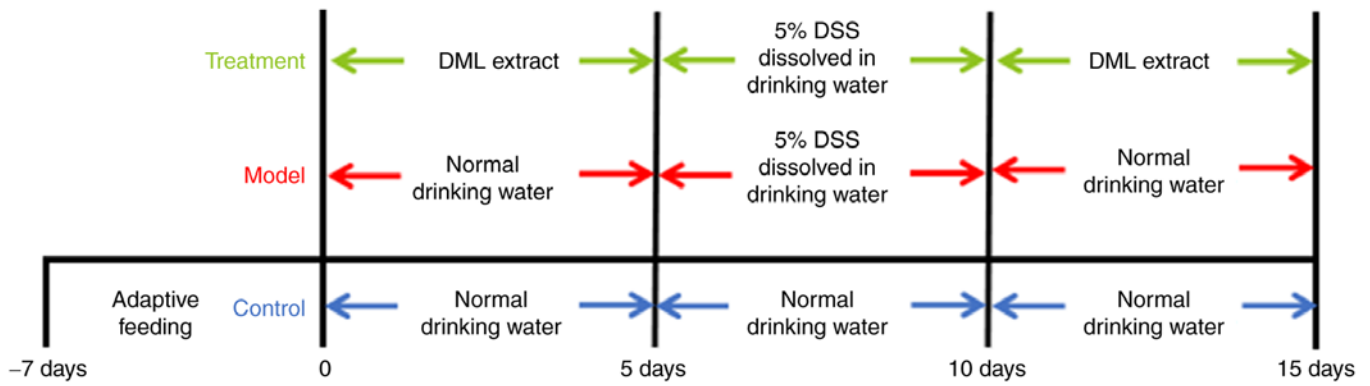 Treatment
DML extract
5% DSS
dissolved in
drinking water
DML extract
Model
Normal
drinking water
5% DSS
dissolved in
drinking water
Normal
drinking water
Adaptive
feeding
Control
Normal
drinking water
Normal
drinking water
Normal
drinking water
−7 days
0
5 days
10 days
15 days